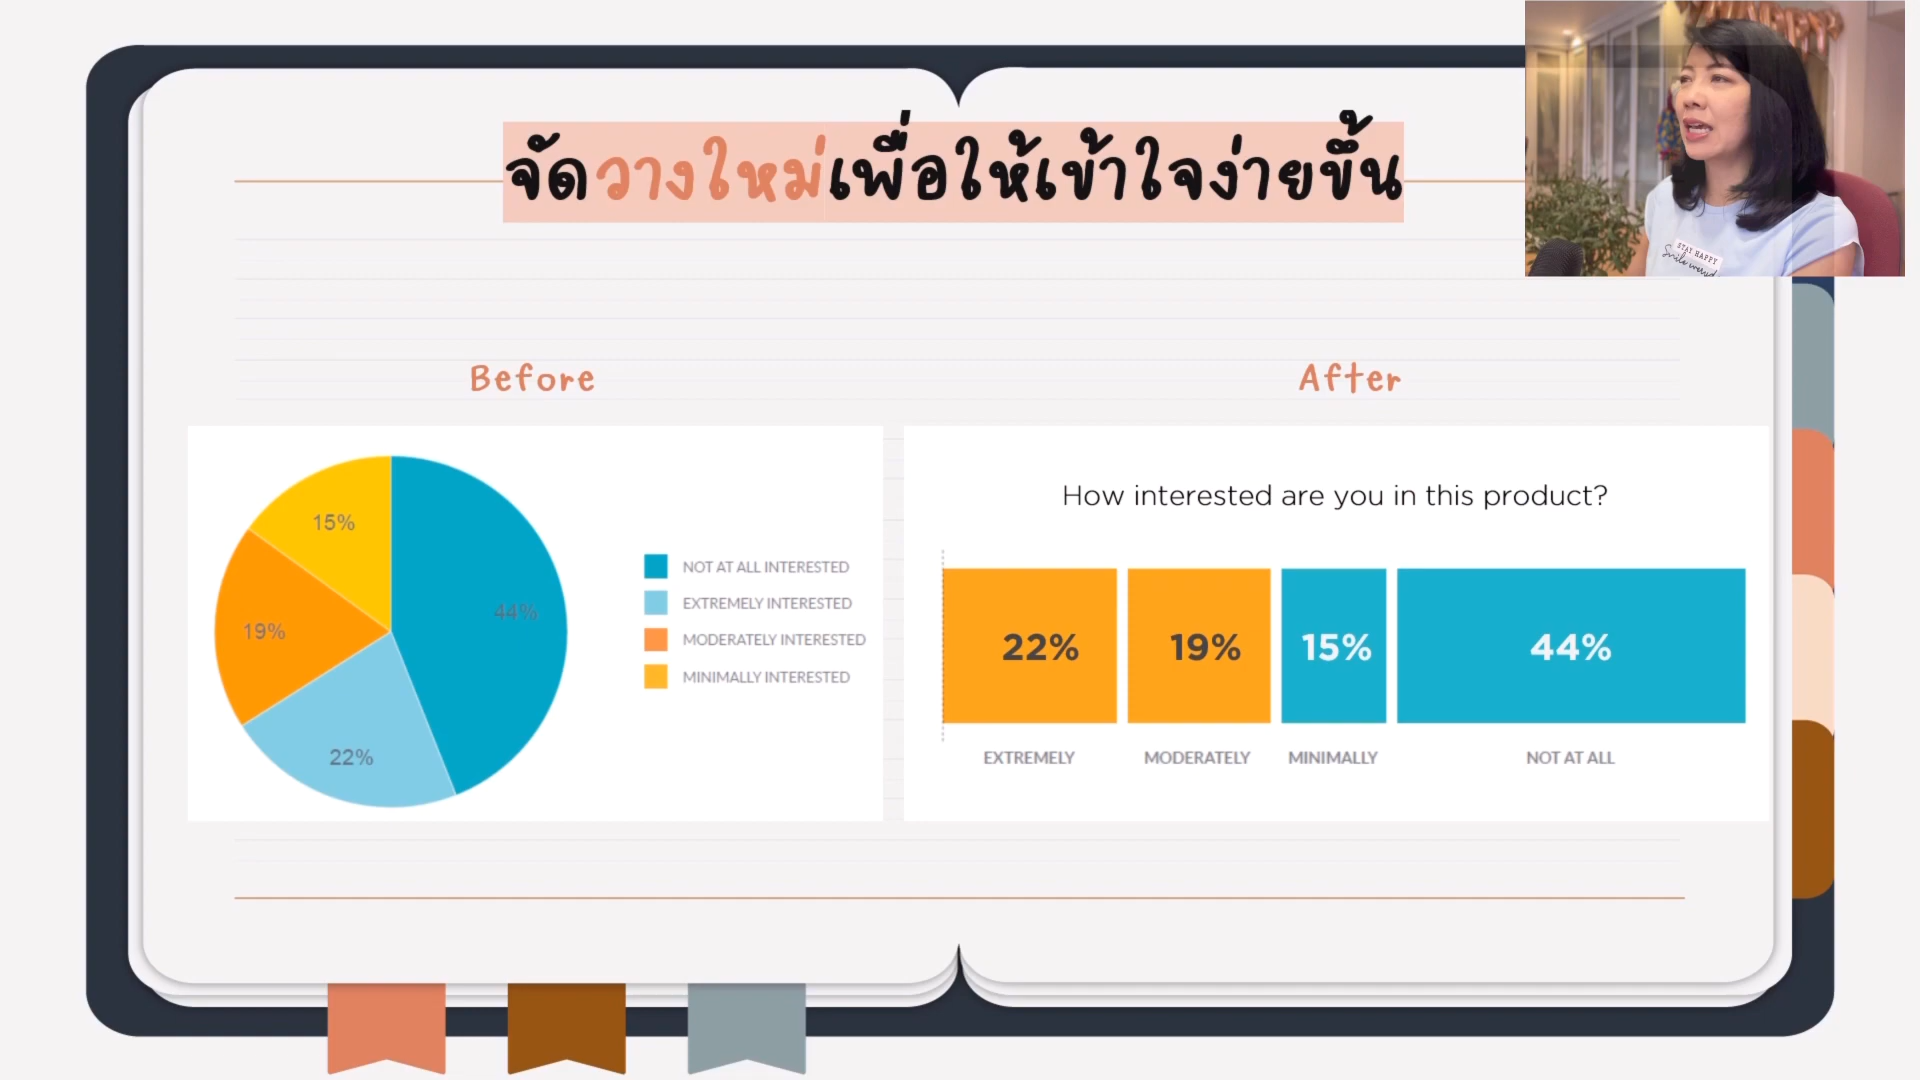 จัดวางใหม่เพื่อให้เข้าใจง่ายขึ้น
STAY HAPPY
Before
After
15%
44%
19%
22%
NOT AT ALL INTERESTED
EXTREMELY INTERESTED
MODERATELY INTERESTED
MINIMALLY INTERESTED
How interested are you in this product?
22%
19%
15%
44%
EXTREMELY
MODERATELY
MINIMALLY
NOT AT ALL